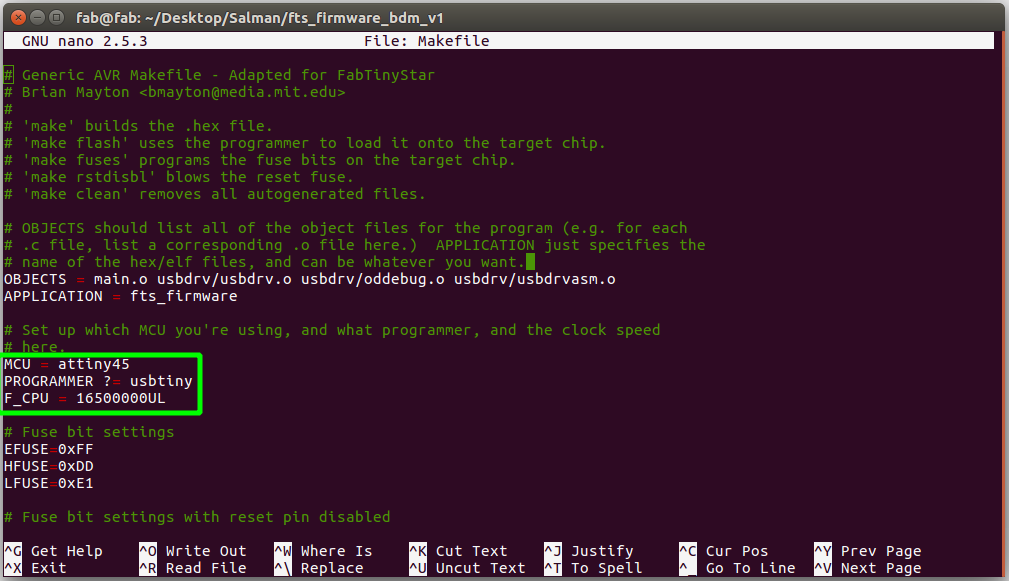 fab@fab: ~/Desktop/Salman/fts_firmware_bdm_v1
GNU nano 2.5.3 File: Makefile
# Generic AVR Makefile - Adapted for FabTinyStar
# Brian Mayton <bmayton@media.mit.edu>
#
# 'make' builds the .hex file.
# 'make flash' uses the programmer to load it onto the target chip.
# 'make fuses' programs the fuse bits on the target chip.
# 'make rstdisbl' blows the reset fuse.
# 'make clean' removes all autogenerated files.
# OBJECTS should list all of the object files for the program (e.g. for each
# .c file, list a corresponding .o file here.)  APPLICATION just specifies the
# name of the hex/elf files, and can be whatever you want.
OBJECTS = main.o usbdrv/usbdrv.o usbdrv/oddebug.o usbdrv/usbdrvasm.o
APPLICATION = fts_firmware
# Set up which MCU you're using, and what programmer, and the clock speed
# here.
MCU = attiny45
PROGRAMMER ?= usbtiny
F_CPU = 16500000UL
# Fuse bit settings
EFUSE=0xFF
HFUSE=0xDD
LFUSE=0xE1
# Fuse bit settings with reset pin disabled
^G Get Help ^O Write Out ^W Where Is ^K Cut Text ^J Justify ^C Cur Pos ^Y Prev Page
^X Exit ^R Read File ^\ Replace ^U Uncut Text ^T To Spell ^_ Go To Line ^V Next Page